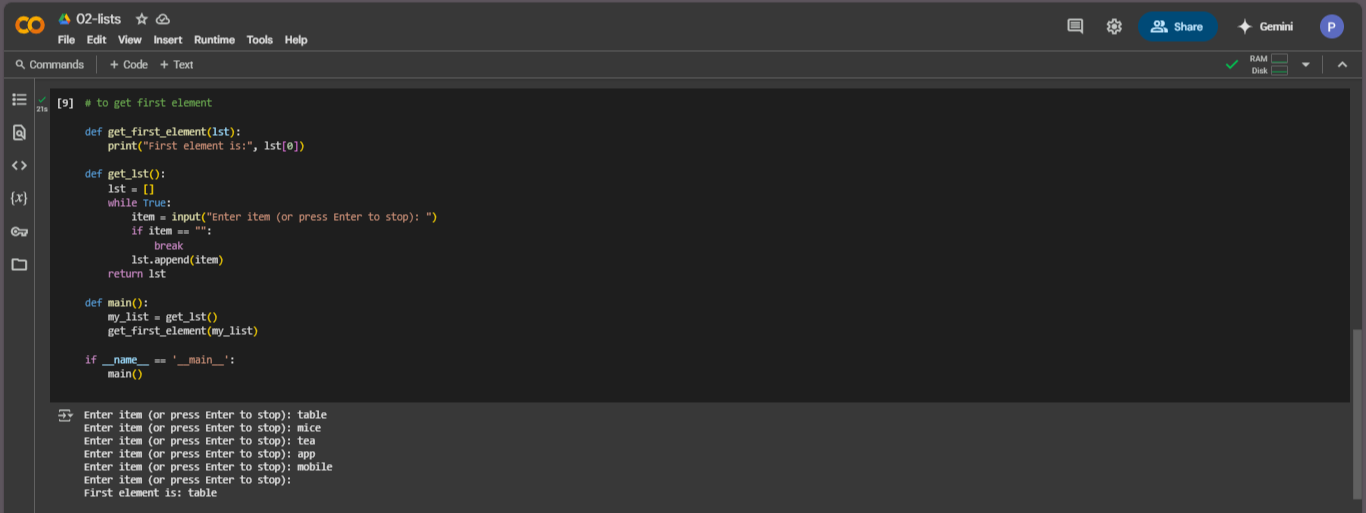 02-lists
File Edit View Insert Runtime Tools Help
Share
Gemini
P
Commands + Code + Text
RAM
Disk
21s
[9] # to get first element
def get_first_element(lst):
    print("First element is:", lst[0])
def get_lst():
    lst = []
    while True:
        item = input("Enter item (or press Enter to stop): ")
        if item == "":
            break
        lst.append(item)
    return lst
def main():
    my_list = get_lst()
    get_first_element(my_list)
if __name__ == '__main__':
    main()
Enter item (or press Enter to stop): table
Enter item (or press Enter to stop): mice
Enter item (or press Enter to stop): tea
Enter item (or press Enter to stop): app
Enter item (or press Enter to stop): mobile
Enter item (or press Enter to stop):
First element is: table